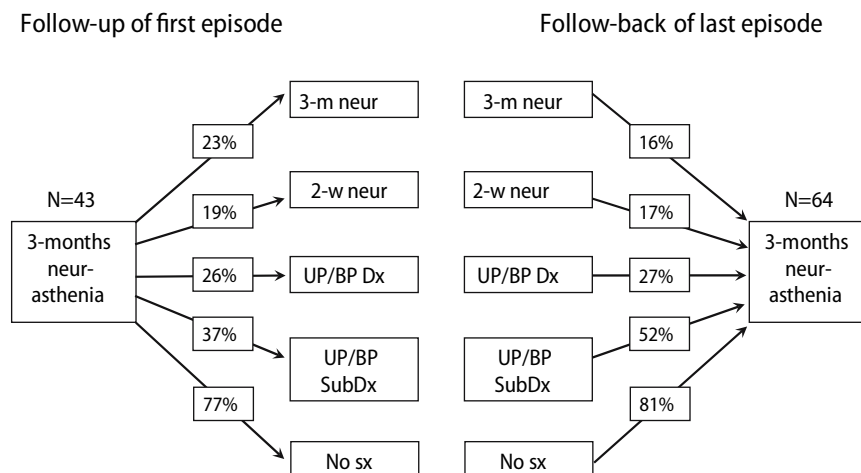 Follow-up of first episode
Follow-back of last episode
3-m neur
23%
2-w neur
N=43
19%
3-months
neur-
asthenia
26%
UP/BP Dx
37%
UP/BP
SubDx
77%
No sx
3-m neur
16%
2-w neur
17%
N=64
3-months
neur-
asthenia
UP/BP Dx
27%
52%
UP/BP
SubDx
81%
No sx